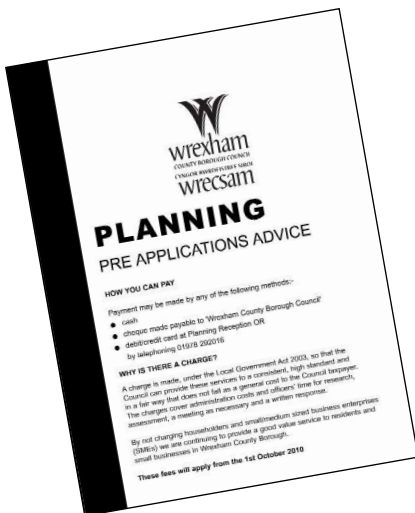 wrexham
COUNTY BOROUGH COUNCIL
CYNGOR BWRDEISTREF SIROL
wrecsam
PLANNING
PRE APPLICATIONS ADVICE
HOW YOU CAN PAY
Payment may be made by any of the following methods:-
● cash
● cheque made payable to 'Wrexham County Borough Council'
● debit/credit card at Planning Reception OR
by telephoning 01978 292016
WHY IS THERE A CHARGE?
A charge is made, under the Local Government Act 2003, so that the
Council can provide these services to a consistent, high standard and
in a fair way that does not fall as a general cost to the Council taxpayer.
The charges cover administration costs and officers' time for research,
assessment, a meeting as necessary and a written response.
By not charging householders and small/medium sized business enterprises
(SMEs) we are continuing to provide a good value service to residents and
small businesses in Wrexham County Borough.
These fees will apply from the 1st October 2010